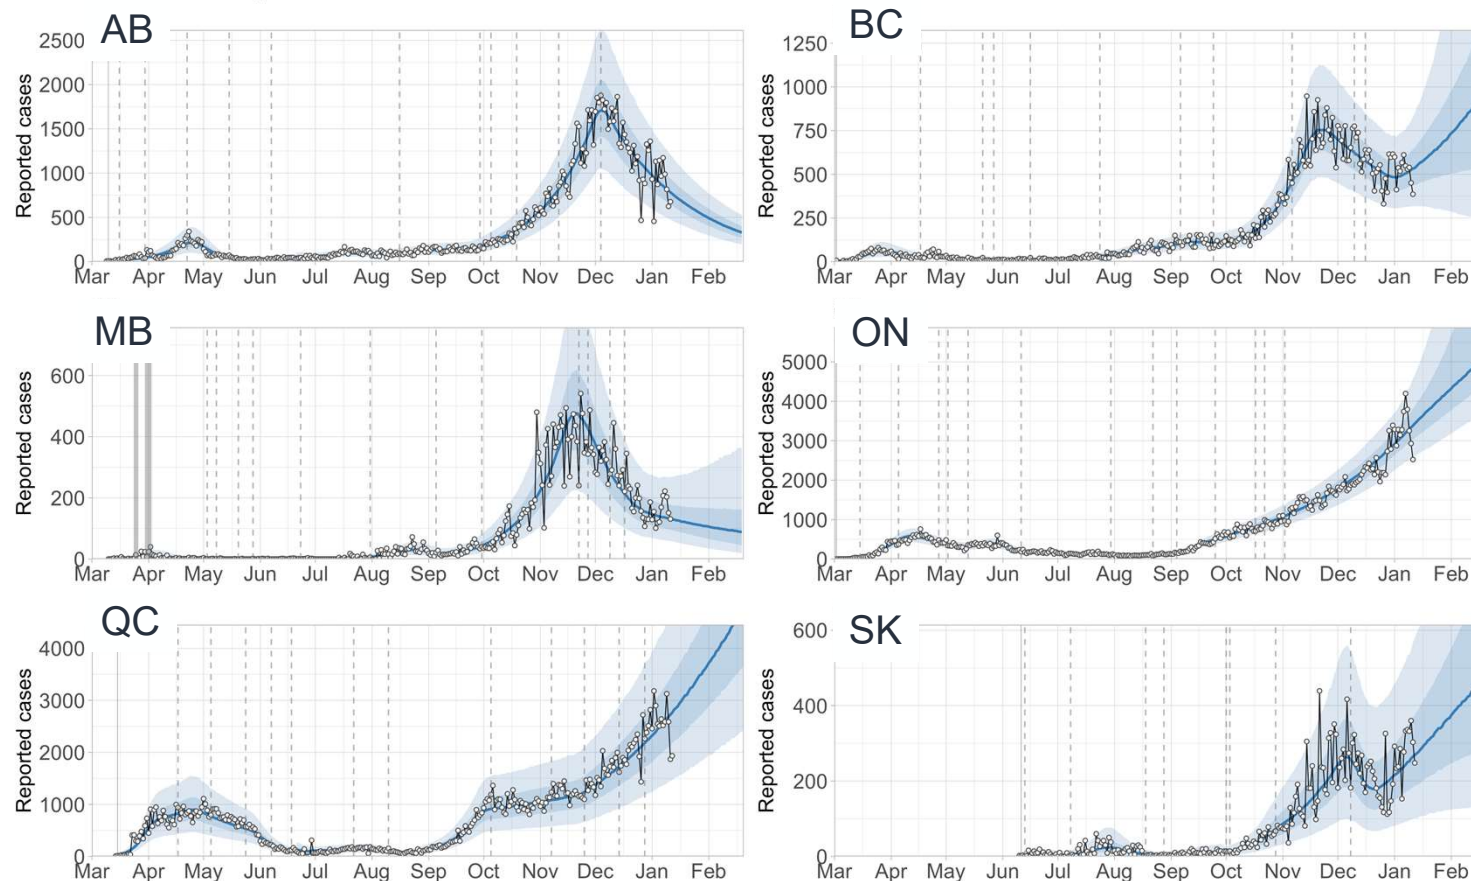 AB
2500
2000
1500
1000
500
0
Reported cases
Mar Apr May Jun Jul Aug Sep Oct Nov Dec Jan Feb
BC
1250
1000
750
500
250
0
Reported cases
Mar Apr May Jun Jul Aug Sep Oct Nov Dec Jan Feb
MB
600
400
200
0
Reported cases
Mar Apr May Jun Jul Aug Sep Oct Nov Dec Jan Feb
ON
5000
4000
3000
2000
1000
0
Reported cases
Mar Apr May Jun Jul Aug Sep Oct Nov Dec Jan Feb
QC
4000
3000
2000
1000
0
Reported cases
Mar Apr May Jun Jul Aug Sep Oct Nov Dec Jan Feb
SK
600
400
200
0
Reported cases
Mar Apr May Jun Jul Aug Sep Oct Nov Dec Jan Feb